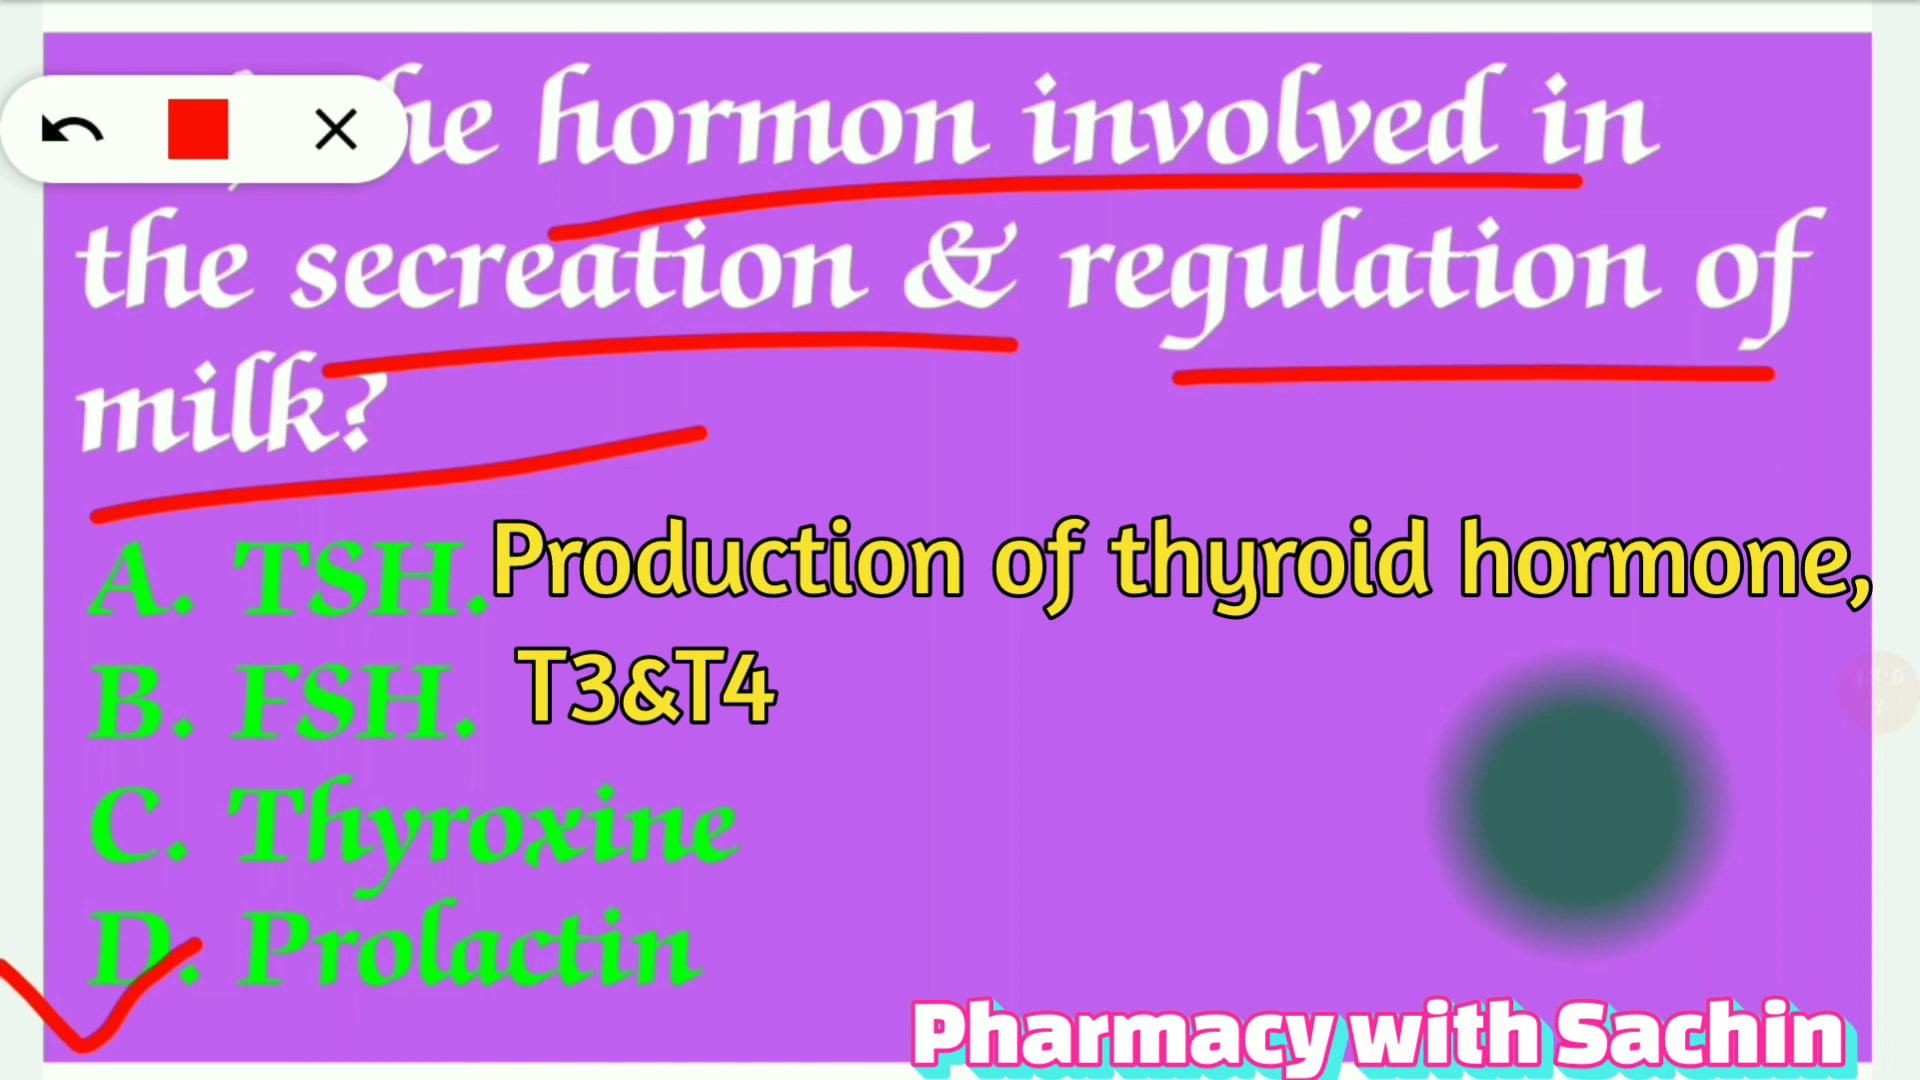 he hormon involved in
the secreation & regulation of
milk?
A. TSH. Production of thyroid hormone,
B. FSH. T3&T4
C. Thyroxine
D. Prolactin
Pharmacy with Sachin